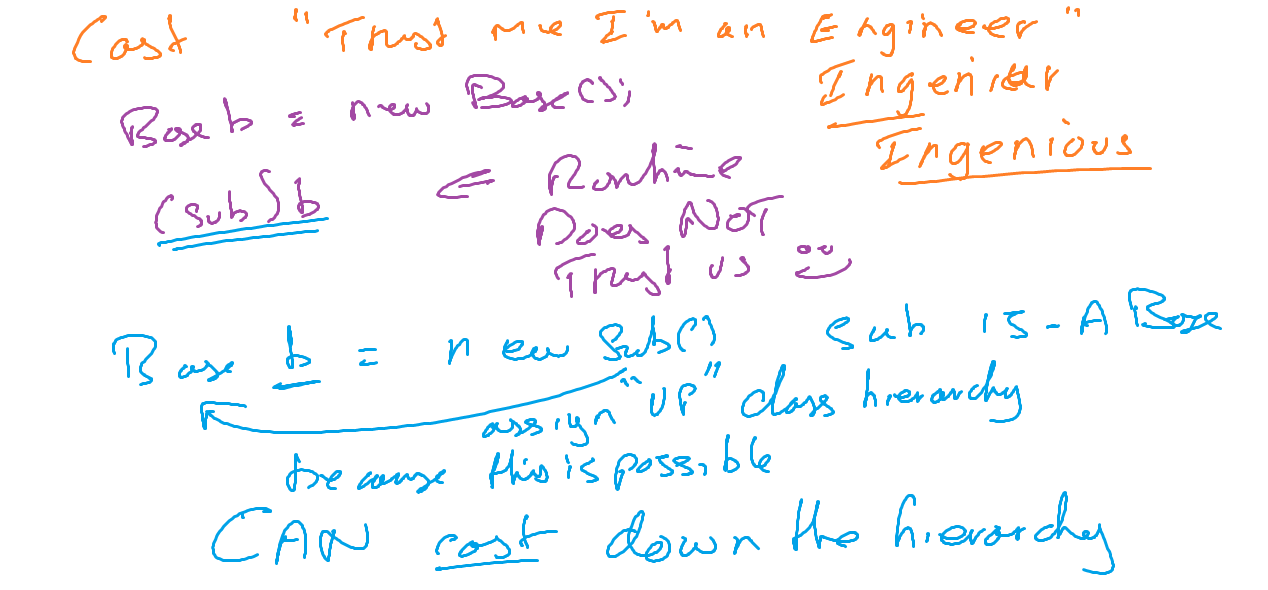 Cast "Trust me I'm an Engineer"
Ingenieur
Base b = new Base();
Ingenious
(sub)b ⇐ Runtime
Does NOT
Trust us
Base b = new Sub() Sub IS-A Base
assign "UP" class hierarchy
because this is possible
CAN cast down the hierarchy